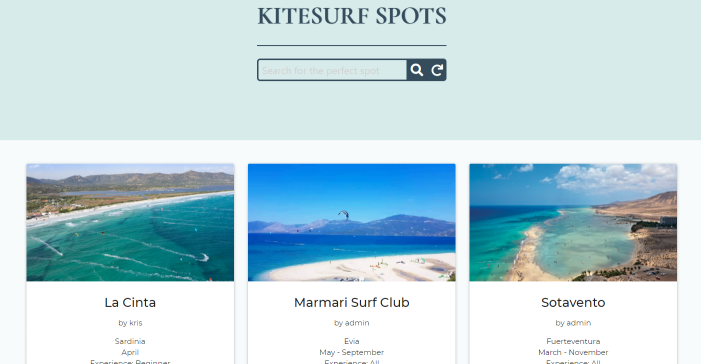 KITESURF SPOTS
Search for the perfect spot
La Cinta
by kris
Sardinia
April
Experience: Beginner
Marmari Surf Club
by admin
Evia
May - September
Experience: All
Sotavento
by admin
Fuerteventura
March - November
Experience: All